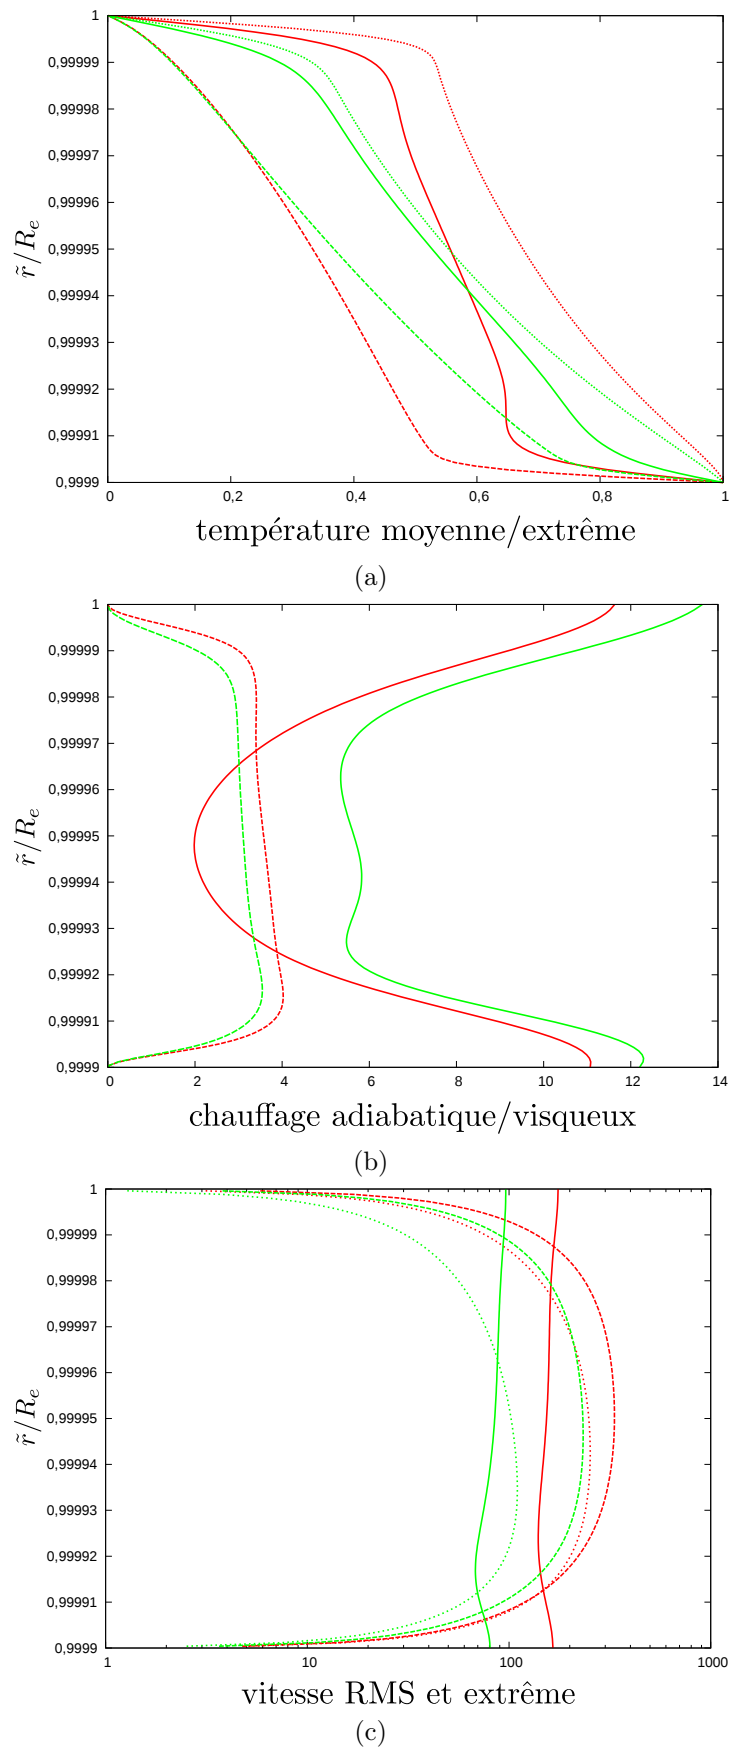 1
0,99999
0,99998
0,99997
0,99996
0,99995
0,99994
0,99993
0,99992
0,99991
0,9999
r̃/Rₑ
0 0,2 0,4 0,6 0,8 1
température moyenne/extrême
(a)
1
0,99999
0,99998
0,99997
0,99996
0,99995
0,99994
0,99993
0,99992
0,99991
0,9999
r̃/Rₑ
0 2 4 6 8 10 12 14
chauffage adiabatique/visqueux
(b)
1
0,99999
0,99998
0,99997
0,99996
0,99995
0,99994
0,99993
0,99992
0,99991
0,9999
r̃/Rₑ
1 10 100 1000
vitesse RMS et extrême
(c)